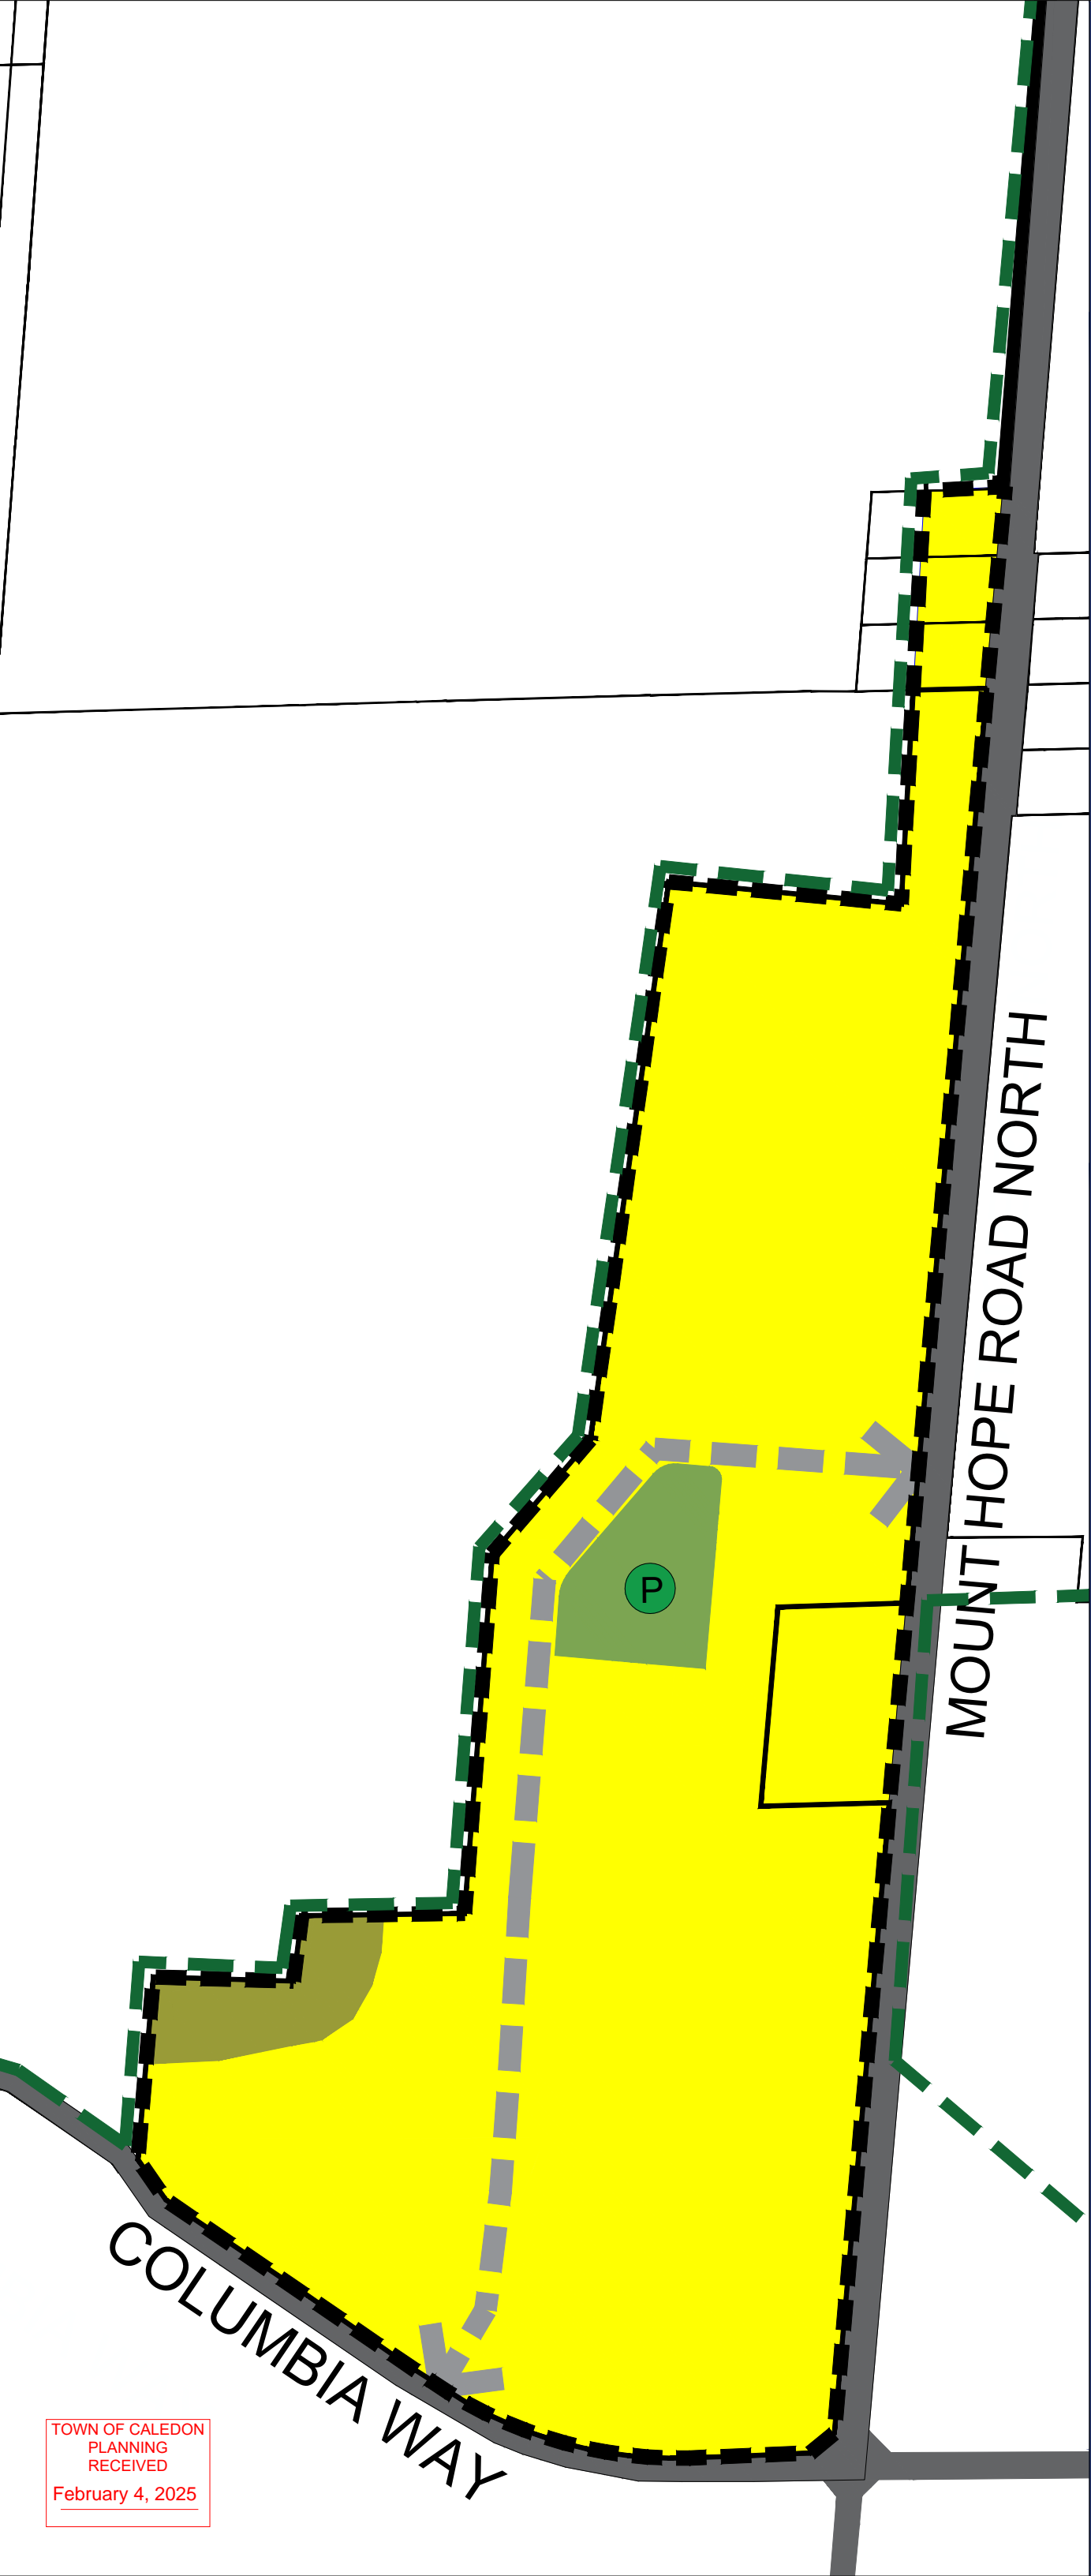 MOUNT HOPE ROAD NORTH
P
COLUMBIA WAY
TOWN OF CALEDON
PLANNING
RECEIVED
February 4, 2025